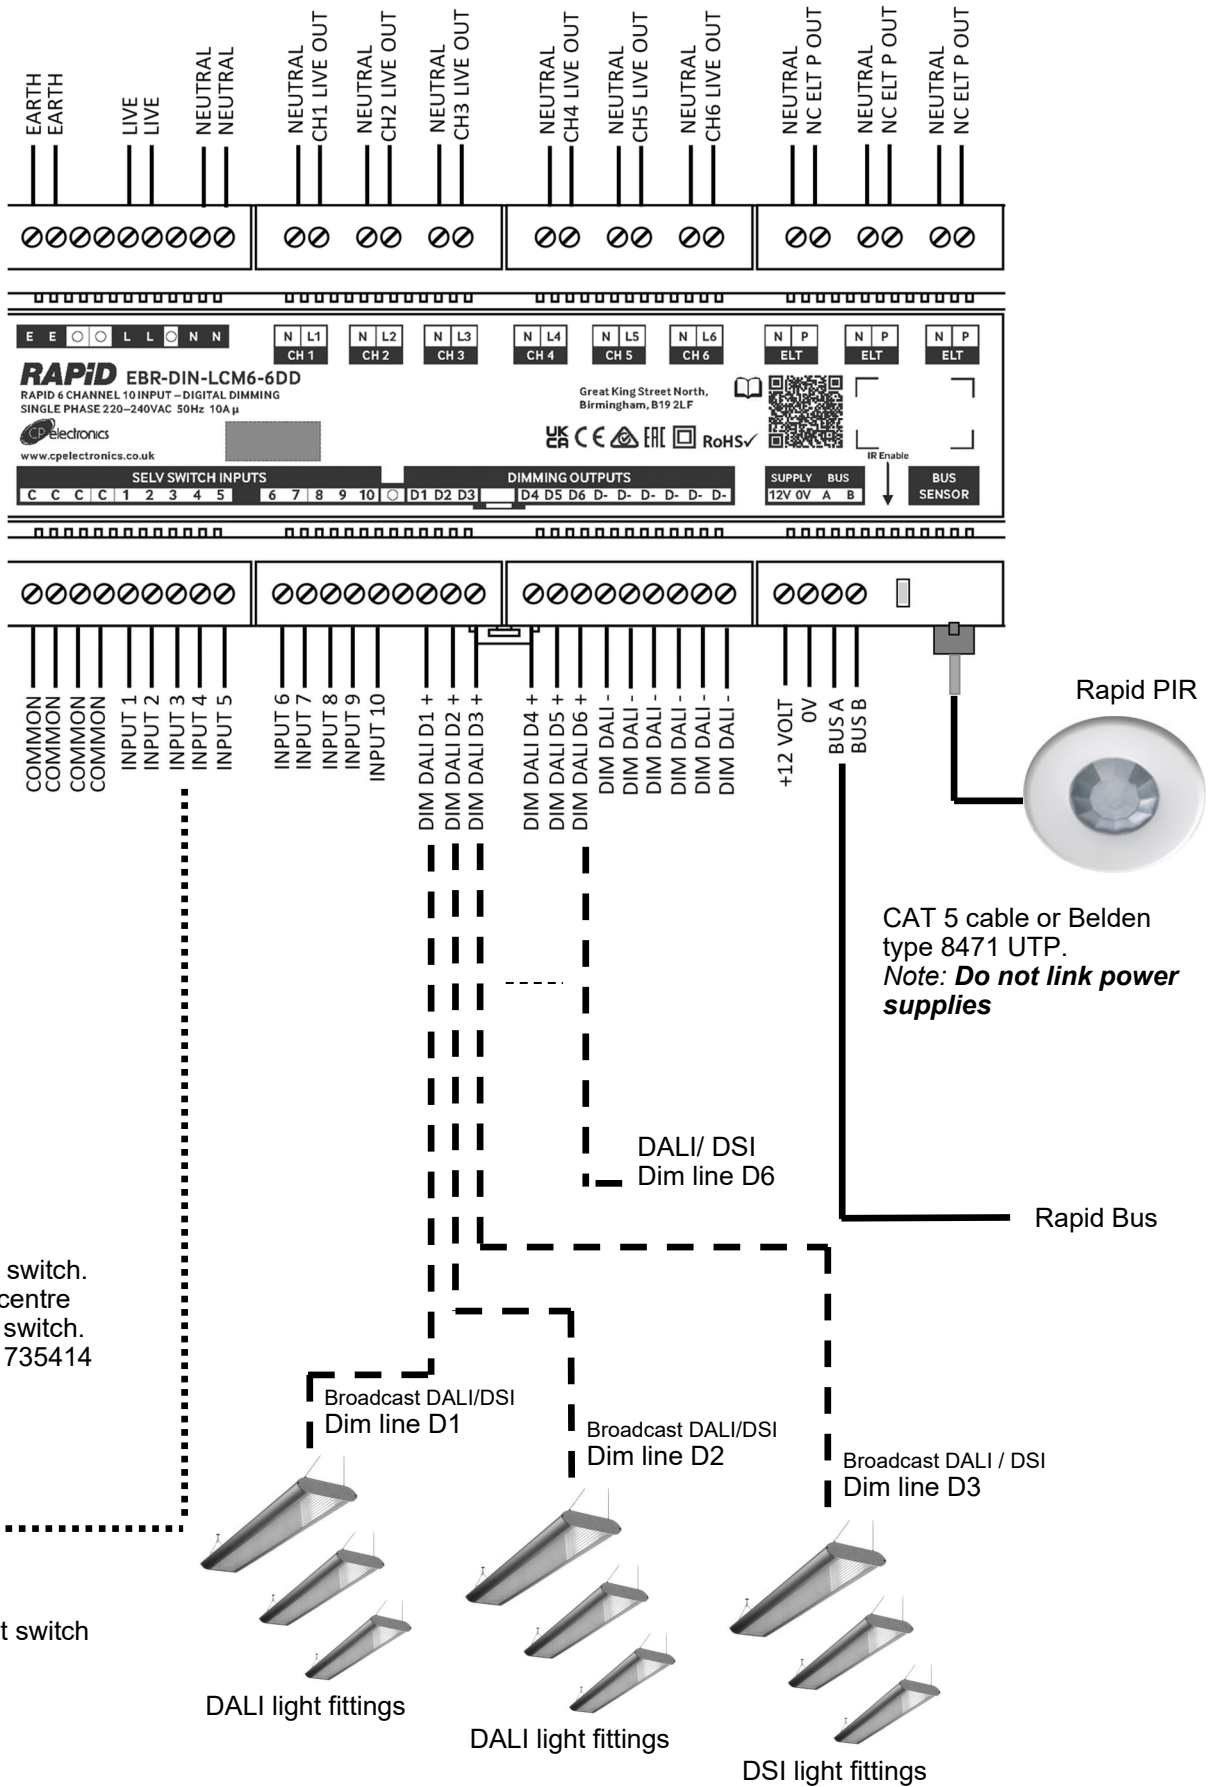 EARTH
EARTH
LIVE
LIVE
NEUTRAL
NEUTRAL
NEUTRAL
CH1 LIVE OUT
NEUTRAL
CH2 LIVE OUT
NEUTRAL
CH3 LIVE OUT
NEUTRAL
CH4 LIVE OUT
NEUTRAL
CH5 LIVE OUT
NEUTRAL
CH6 LIVE OUT
NEUTRAL
NC ELT P OUT
NEUTRAL
NC ELT P OUT
NEUTRAL
NC ELT P OUT
E E L L N N
N L1
CH 1
N L2
CH 2
N L3
CH 3
N L4
CH 4
N L5
CH 5
N L6
CH 6
N P
ELT
N P
ELT
N P
ELT
RAPiD EBR-DIN-LCM6-6DD
RAPID 6 CHANNEL 10 INPUT – DIGITAL DIMMING
SINGLE PHASE 220–240VAC 50Hz 10A µ
CP electronics
www.cpelectronics.co.uk
Great King Street North,
Birmingham, B19 2LF
UK CA CE EAC RoHS✓
IR Enable
SELV SWITCH INPUTS
C C C C 1 2 3 4 5 6 7 8 9 10
DIMMING OUTPUTS
D1 D2 D3 D4 D5 D6 D- D- D- D- D- D-
SUPPLY BUS
12V 0V A B
BUS
SENSOR
COMMON
COMMON
COMMON
COMMON
INPUT 1
INPUT 2
INPUT 3
INPUT 4
INPUT 5
INPUT 6
INPUT 7
INPUT 8
INPUT 9
INPUT 10
DIM DALI D1 +
DIM DALI D2 +
DIM DALI D3 +
DIM DALI D4 +
DIM DALI D5 +
DIM DALI D6 +
DIM DALI -
DIM DALI -
DIM DALI -
DIM DALI -
DIM DALI -
DIM DALI -
+12 VOLT
0V
BUS A
BUS B
Rapid PIR
CAT 5 cable or Belden
type 8471 UTP.
Note: Do not link power
supplies
DALI/ DSI
Dim line D6
Rapid Bus
switch.
centre
switch.
735414
Broadcast DALI/DSI
Dim line D1
Broadcast DALI/DSI
Dim line D2
Broadcast DALI / DSI
Dim line D3
t switch
DALI light fittings
DALI light fittings
DSI light fittings